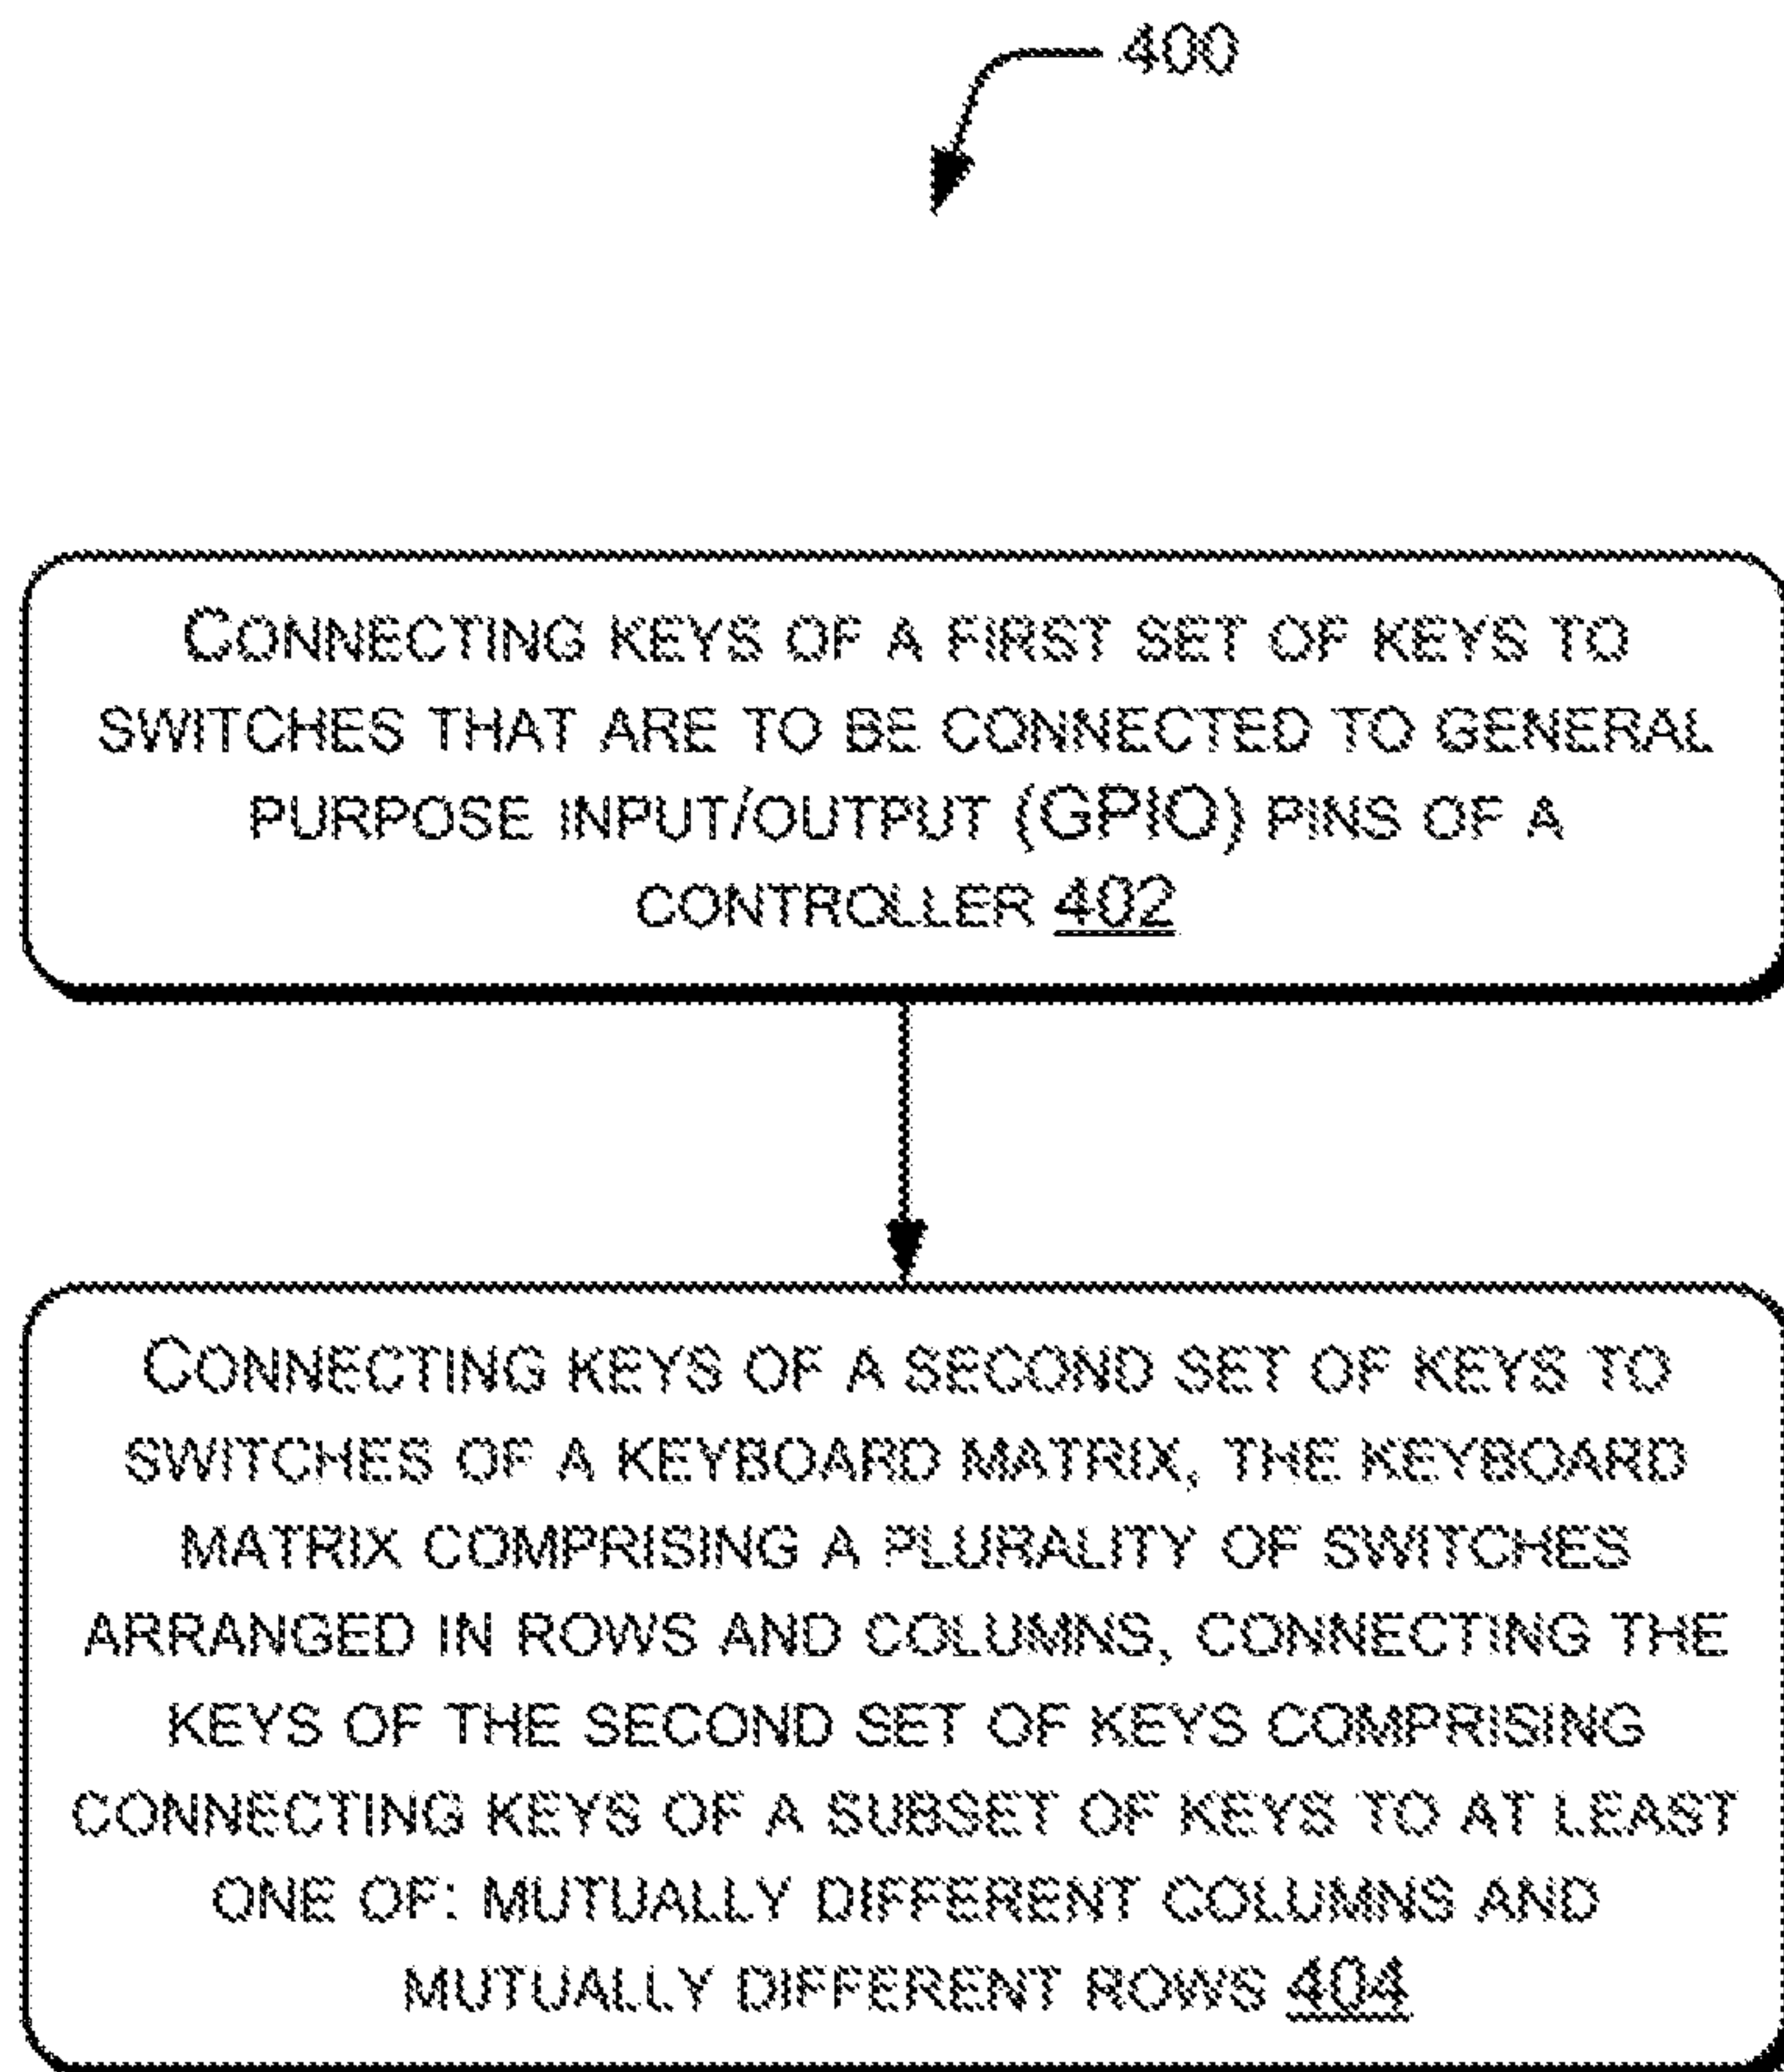 400
CONNECTING KEYS OF A FIRST SET OF KEYS TO
SWITCHES THAT ARE TO BE CONNECTED TO GENERAL
PURPOSE INPUT/OUTPUT (GPIO) PINS OF A
CONTROLLER 402
CONNECTING KEYS OF A SECOND SET OF KEYS TO
SWITCHES OF A KEYBOARD MATRIX, THE KEYBOARD
MATRIX COMPRISING A PLURALITY OF SWITCHES
ARRANGED IN ROWS AND COLUMNS, CONNECTING THE
KEYS OF THE SECOND SET OF KEYS COMPRISING
CONNECTING KEYS OF A SUBSET OF KEYS TO AT LEAST
ONE OF: MUTUALLY DIFFERENT COLUMNS AND
MUTUALLY DIFFERENT ROWS 404